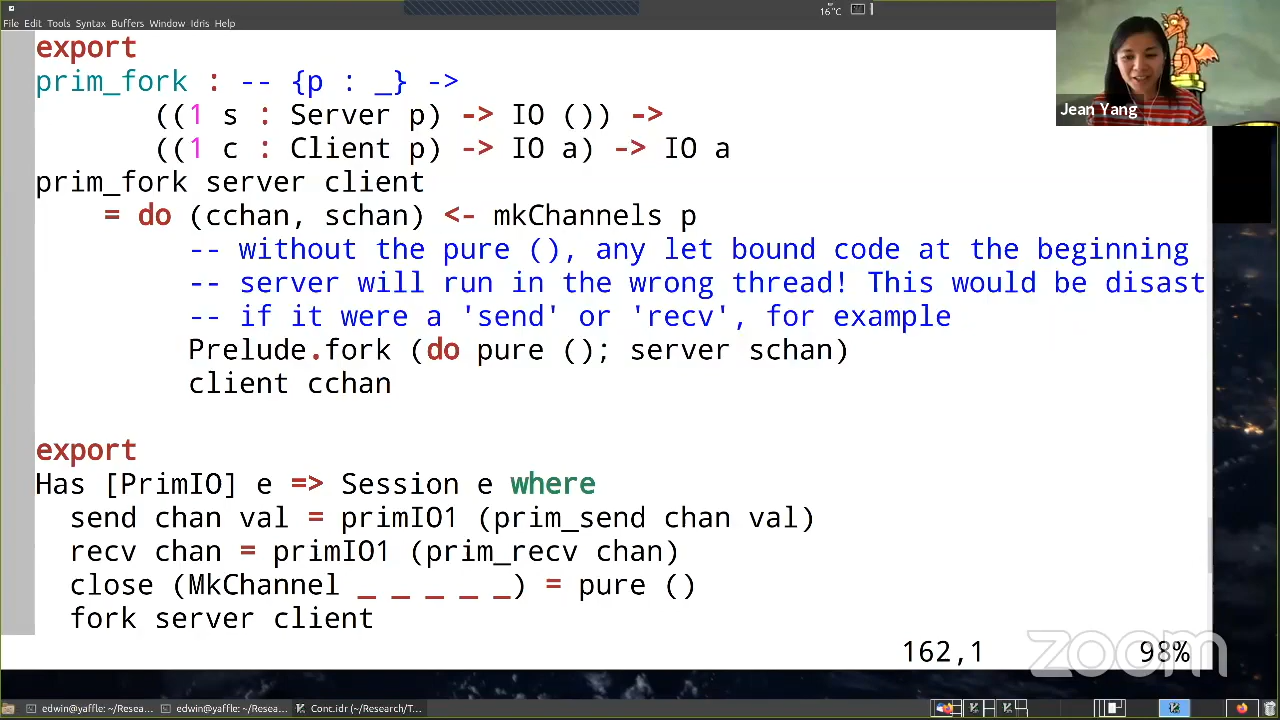 16°C
File Edit Tools Syntax Buffers Window Idris Help
export
prim_fork : -- {p : _} ->
((1 s : Server p) -> IO ()) ->
((1 c : Client p) -> IO a) -> IO a
prim_fork server client
= do (cchan, schan) <- mkChannels p
-- without the pure (), any let bound code at the beginning
-- server will run in the wrong thread! This would be disast
-- if it were a 'send' or 'recv', for example
Prelude.fork (do pure (); server schan)
client cchan
export
Has [PrimIO] e => Session e where
send chan val = primIO1 (prim_send chan val)
recv chan = primIO1 (prim_recv chan)
close (MkChannel _ _ _ _ _) = pure ()
fork server client
162,1 98%
Jean Yang
zoom
edwin@yaffle: ~/Resea... edwin@yaffle: ~/Resea... Conc.idr (~/Research/T...